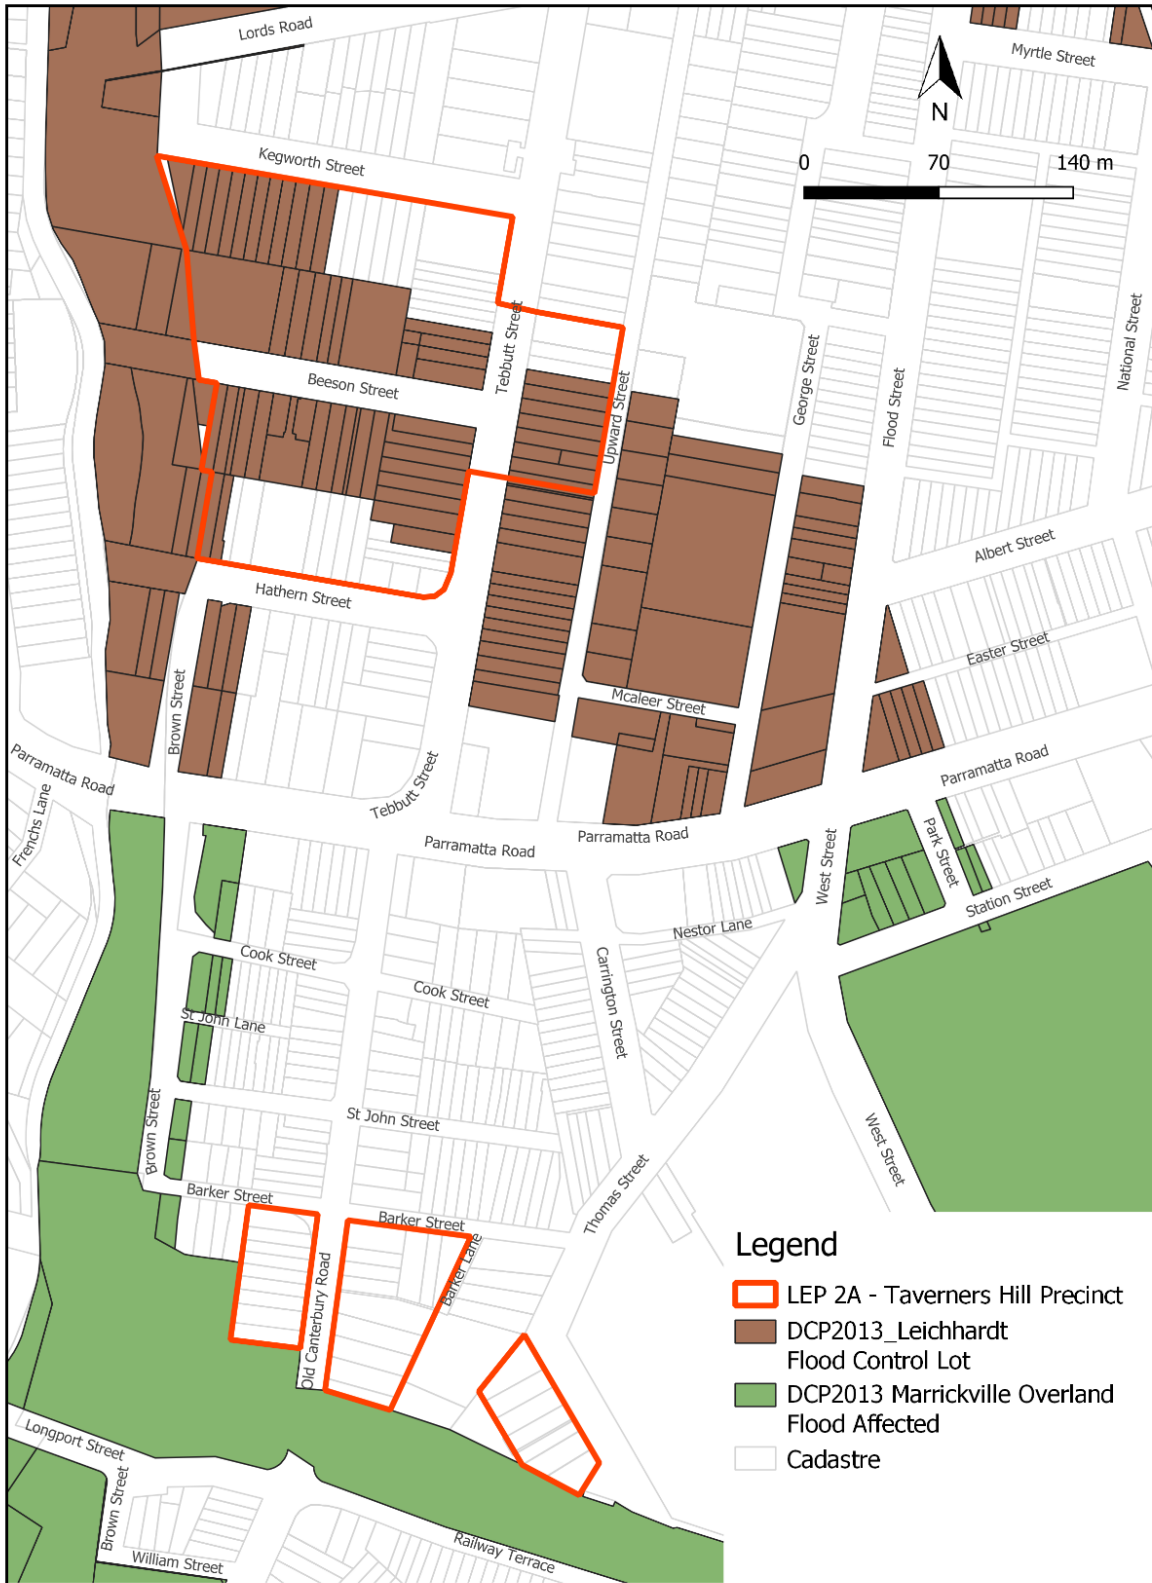 Lords Road
Myrtle Street
N
0 70 140 m
Kegworth Street
Tebbutt Street
Beeson Street
Upward Street
George Street
Flood Street
National Street
Albert Street
Hathern Street
Easter Street
Brown Street
Mcaleer Street
Parramatta Road
Parramatta Road
Tebbutt Street
Frenchs Lane
Parramatta Road
Parramatta Road
West Street
Park Street
Station Street
Nestor Lane
Cook Street
Carrington Street
Cook Street
St John Lane
St John Street
Brown Street
West Street
Thomas Street
Barker Street
Barker Street
Barker Lane
Old Canterbury Road
Legend
LEP 2A - Taverners Hill Precinct
DCP2013_Leichhardt
Flood Control Lot
DCP2013 Marrickville Overland
Flood Affected
Cadastre
Longport Street
Brown Street
William Street
Railway Terrace